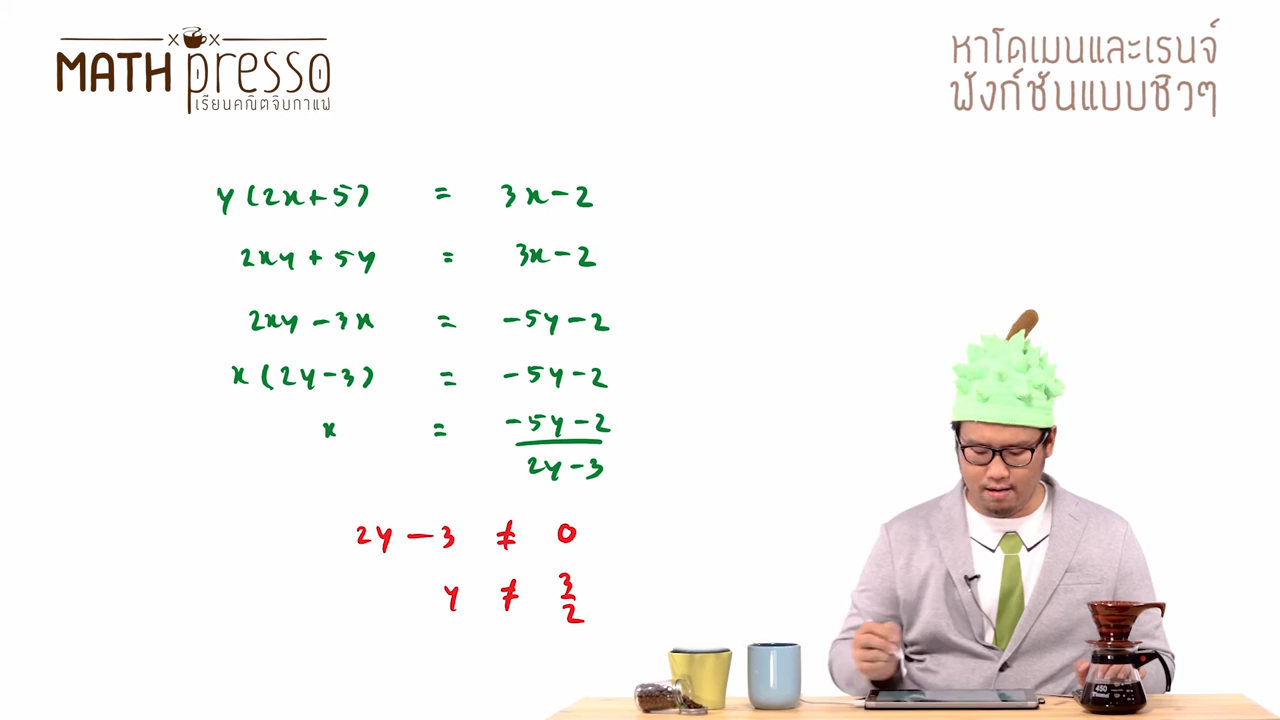 MATH presso
เรียนคณิตจิบกาแฟ
หาโดเมนและเรนจ์
ฟังก์ชันแบบชิวๆ
y(2x+5) = 3x-2
2xy+5y = 3x-2
2xy-3x = -5y-2
x(2y-3) = -5y-2
x = -5y-2
2y-3
2y-3 ≠ 0
y ≠ 3
2
450